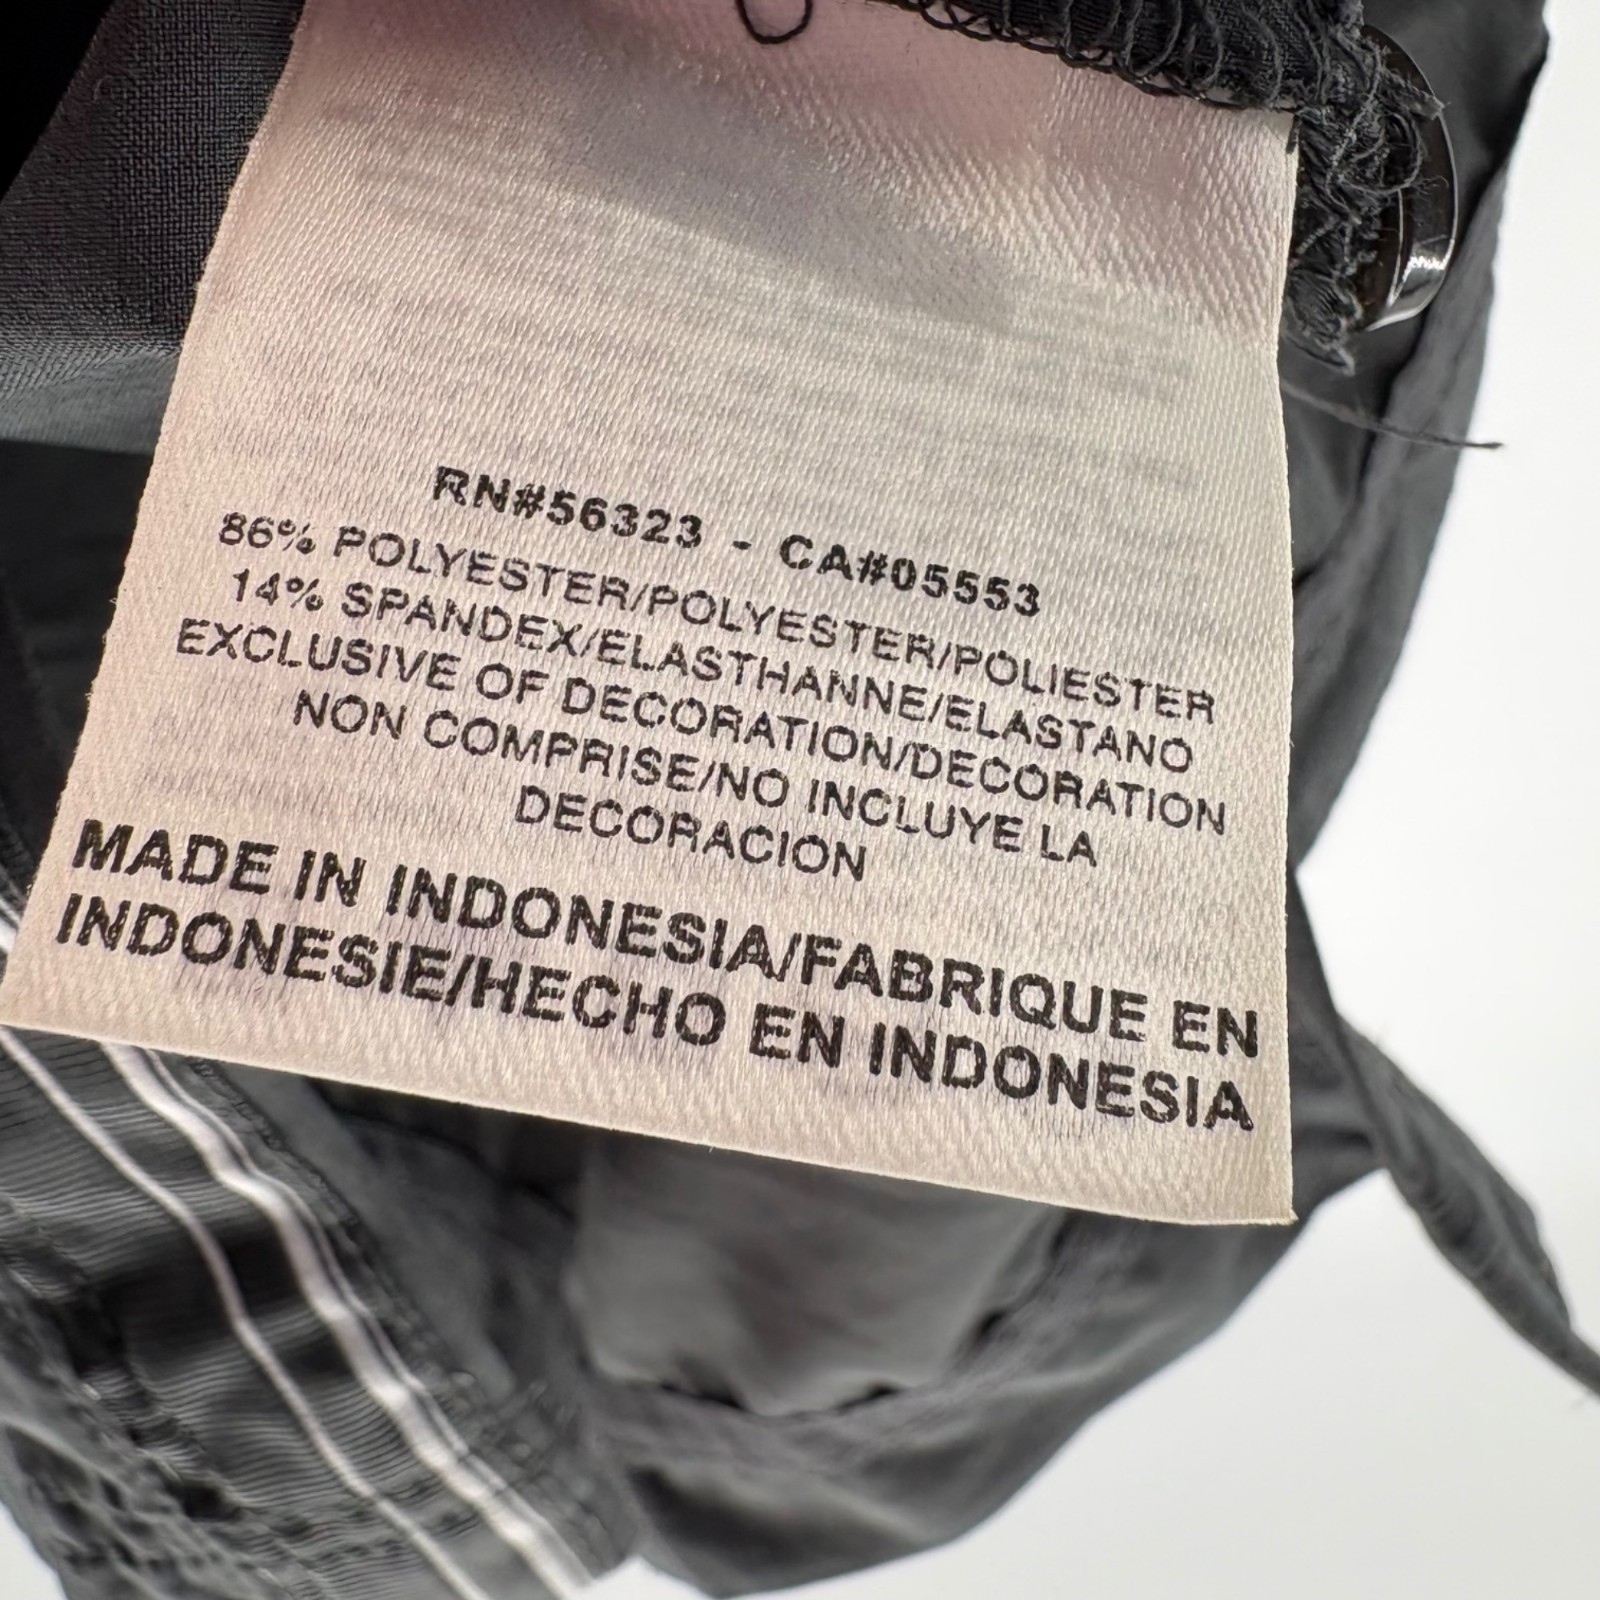 RN#56323 - CA#05553
86% POLYESTER/POLYESTER/POLIESTER
14% SPANDEX/ELASTHANNE/ELASTANO
EXCLUSIVE OF DECORATION/DECORATION
NON COMPRISE/NO INCLUYE LA
DECORACION
MADE IN INDONESIA/FABRIQUE EN
INDONESIE/HECHO EN INDONESIA